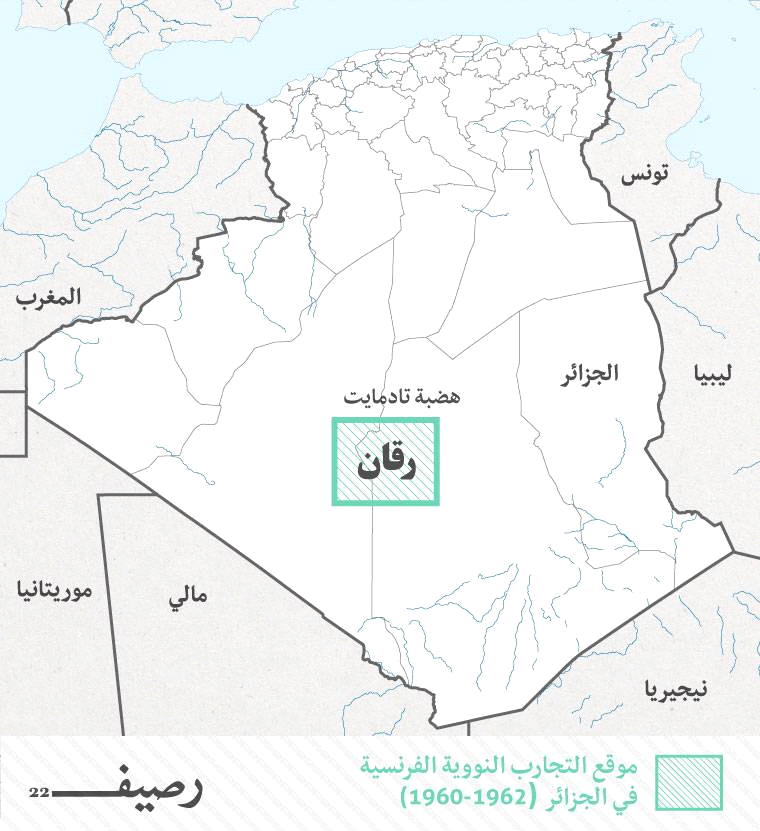 تونس
المغرب
الجزائر
ليبيا
هضبة تادمايت
رقان
موريتانيا
مالي
نيجيريا
موقع التجارب النووية الفرنسية
في الجزائر (1962-1960)
رصيف 22